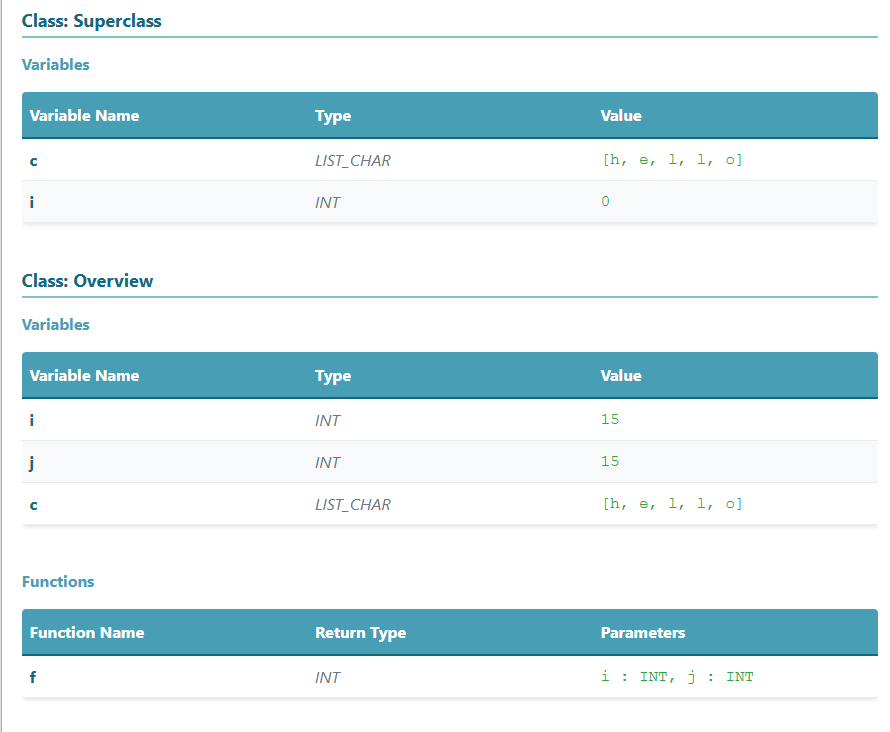 Class: Superclass
Variables
Variable Name Type Value
c LIST_CHAR [h, e, l, l, o]
i INT 0
Class: Overview
Variables
Variable Name Type Value
i INT 15
j INT 15
c LIST_CHAR [h, e, l, l, o]
Functions
Function Name Return Type Parameters
f INT i : INT, j : INT